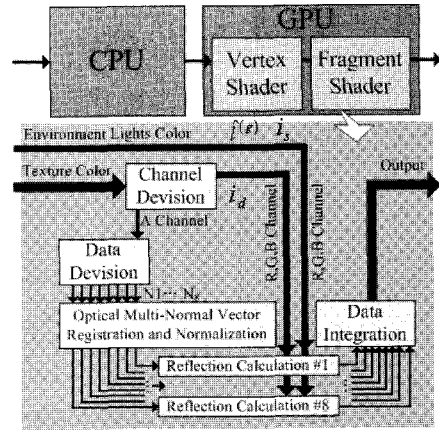 CPU
GPU
Vertex
Shader
Fragment
Shader
Environment Lights Color
f(g) i_s
Texture Color
Channel
Devision
i_d
A Channel
R,G,B Channel
R,G,B Channel
Output
Data
Devision
N1… N8
Optical Multi-Normal Vector
Registration and Normalization
Data
Integration
Reflection Calculation #1
Reflection Calculation #8